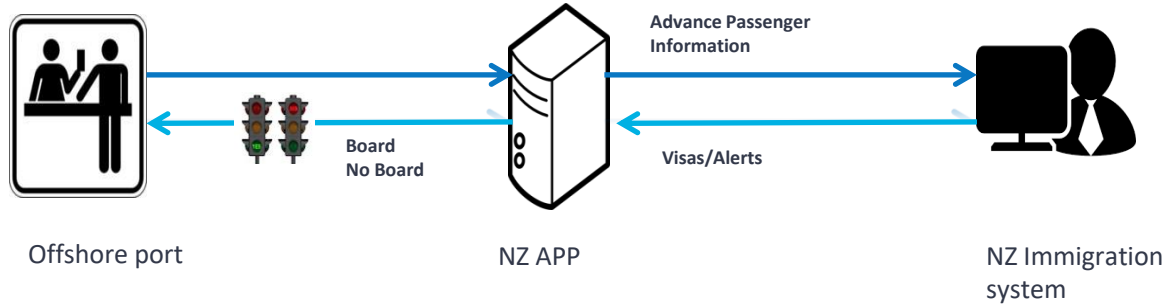 Advance Passenger
Information
Board
No Board
Visas/Alerts
Offshore port
NZ APP
NZ Immigration
system